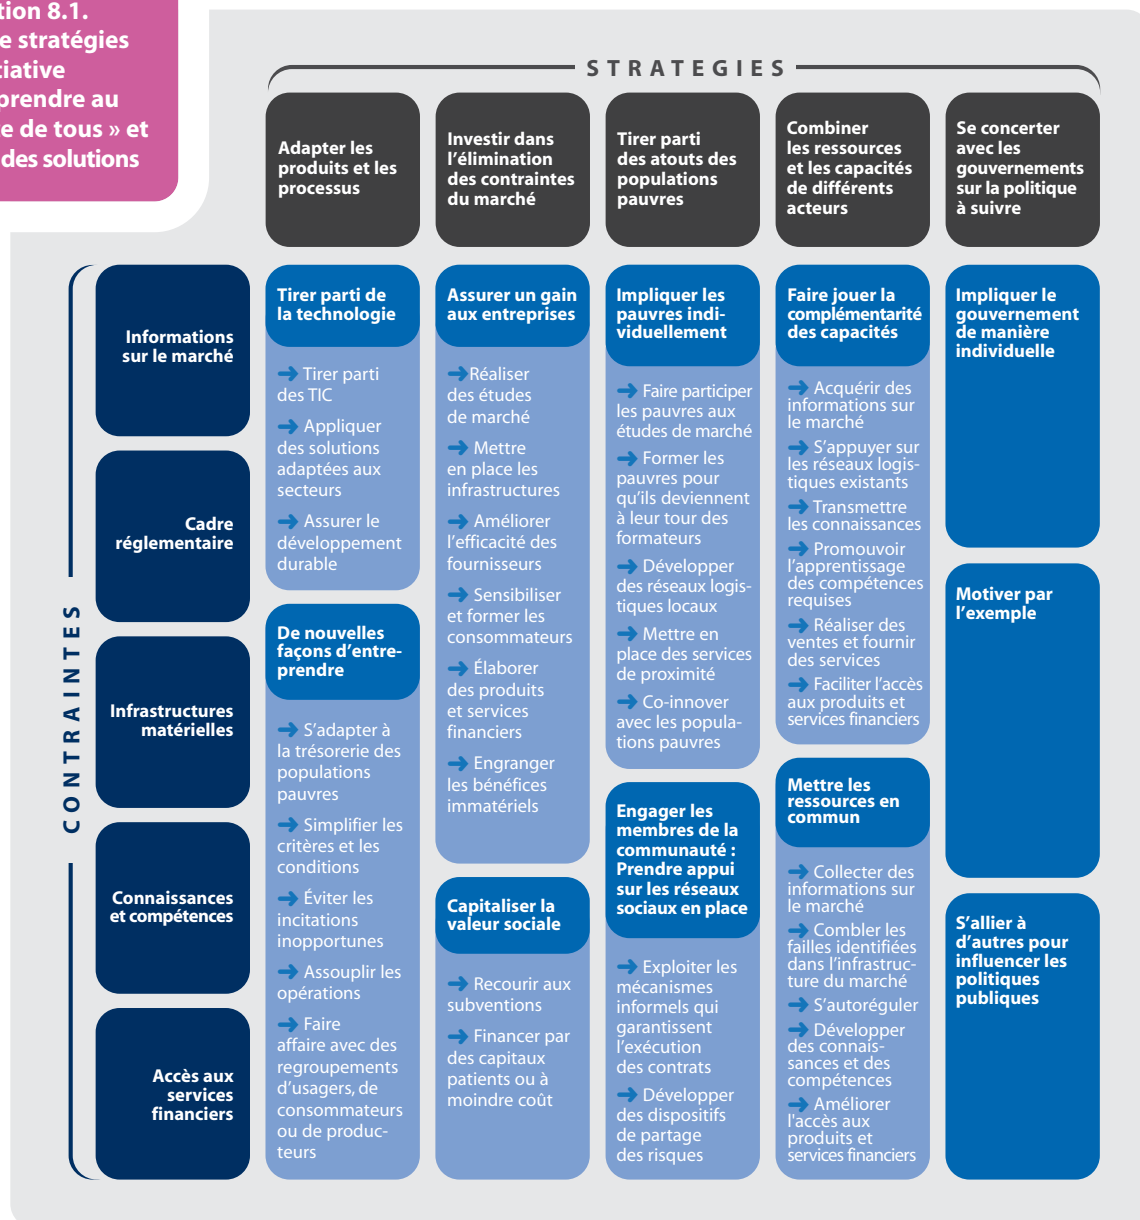 tion 8.1.
e stratégies
tiative
prendre au
e de tous » et
des solutions
STRATEGIES
Adapter les
produits et les
processus
Investir dans
l’élimination
des contraintes
du marché
Tirer parti
des atouts des
populations
pauvres
Combiner
les ressources
et les capacités
de différents
acteurs
Se concerter
avec les
gouvernements
sur la politique
à suivre
CONTRAINTES
Informations
sur le marché
Cadre
réglementaire
Infrastructures
matérielles
Connaissances
et compétences
Accès aux
services
financiers
Tirer parti de
la technologie
➜ Tirer parti
des TIC
➜ Appliquer
des solutions
adaptées aux
secteurs
➜ Assurer le
développement
durable
De nouvelles
façons d’entre-
prendre
➜ S’adapter à
la trésorerie des
populations
pauvres
➜ Simplifier les
critères et les
conditions
➜ Éviter les
incitations
inopportunes
➜ Assouplir les
opérations
➜ Faire
affaire avec des
regroupements
d’usagers, de
consommateurs
ou de produc-
teurs
Assurer un gain
aux entreprises
➜Réaliser
des études
de marché
➜ Mettre
en place les
infrastructures
➜ Améliorer
l’efficacité des
fournisseurs
➜ Sensibiliser
et former les
consommateurs
➜ Élaborer
des produits
et services
financiers
➜ Engranger
les bénéfices
immatériels
Capitaliser la
valeur sociale
➜ Recourir aux
subventions
➜ Financer par
des capitaux
patients ou à
moindre coût
Impliquer les
pauvres indi-
viduellement
➜ Faire participer
les pauvres aux
études de marché
➜ Former les
pauvres pour
qu’ils deviennent
à leur tour des
formateurs
➜ Développer
des réseaux logis-
tiques locaux
➜ Mettre en
place des services
de proximité
➜ Co-innover
avec les popula-
tions pauvres
Engager les
membres de la
communauté :
Prendre appui
sur les réseaux
sociaux en place
➜ Exploiter les
mécanismes
informels qui
garantissent
l’exécution
des contrats
➜ Développer
des dispositifs
de partage
des risques
Faire jouer la
complémentarité
des capacités
➜ Acquérir des
informations sur
le marché
➜ S’appuyer sur
les réseaux logis-
tiques existants
➜ Transmettre
les connaissances
➜ Promouvoir
l’apprentissage
des compétences
requises
➜ Réaliser des
ventes et fournir
des services
➜ Faciliter l’accès
aux produits et
services financiers
Mettre les
ressources en
commun
➜ Collecter des
informations sur
le marché
➜ Combler les
failles identifiées
dans l’infrastruc-
ture du marché
➜ S’autoréguler
➜ Développer
des connais-
sances et des
compétences
➜ Améliorer
l'accès aux
produits et
services financiers
Impliquer le
gouvernement
de manière
individuelle
Motiver par
l’exemple
S’allier à
d’autres pour
influencer les
politiques
publiques